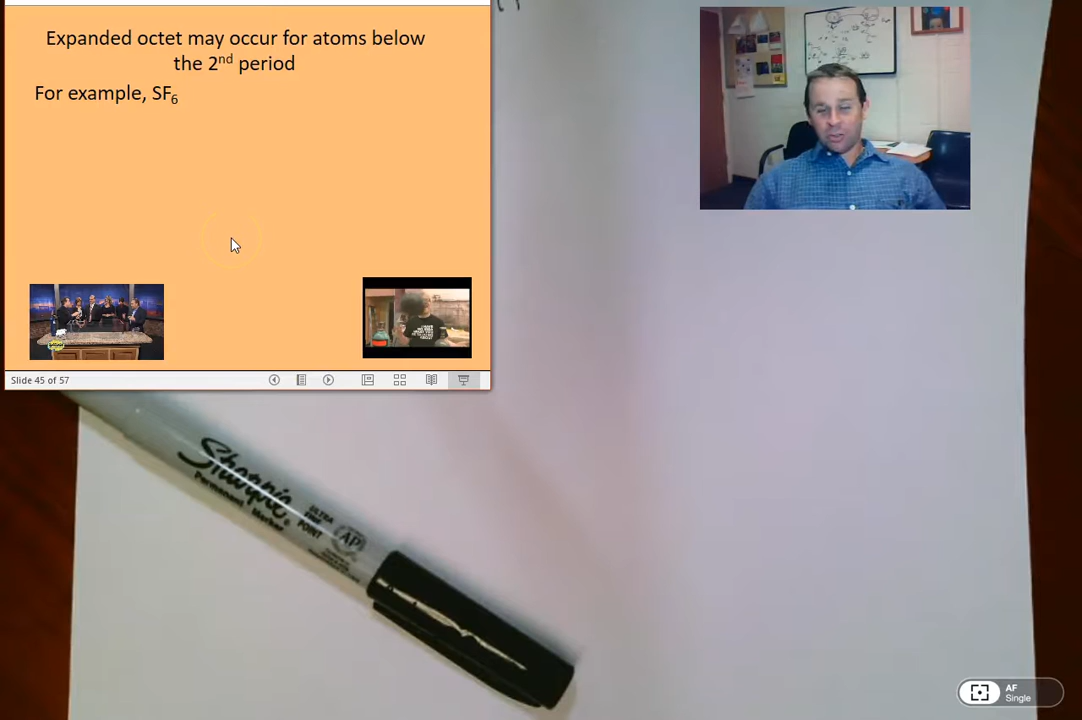 Expanded octet may occur for atoms below
the 2nd period
For example, SF6
Slide 45 of 57
Sharpie
Permanent Marker
ULTRA
FINE
POINT
AP
AF
Single